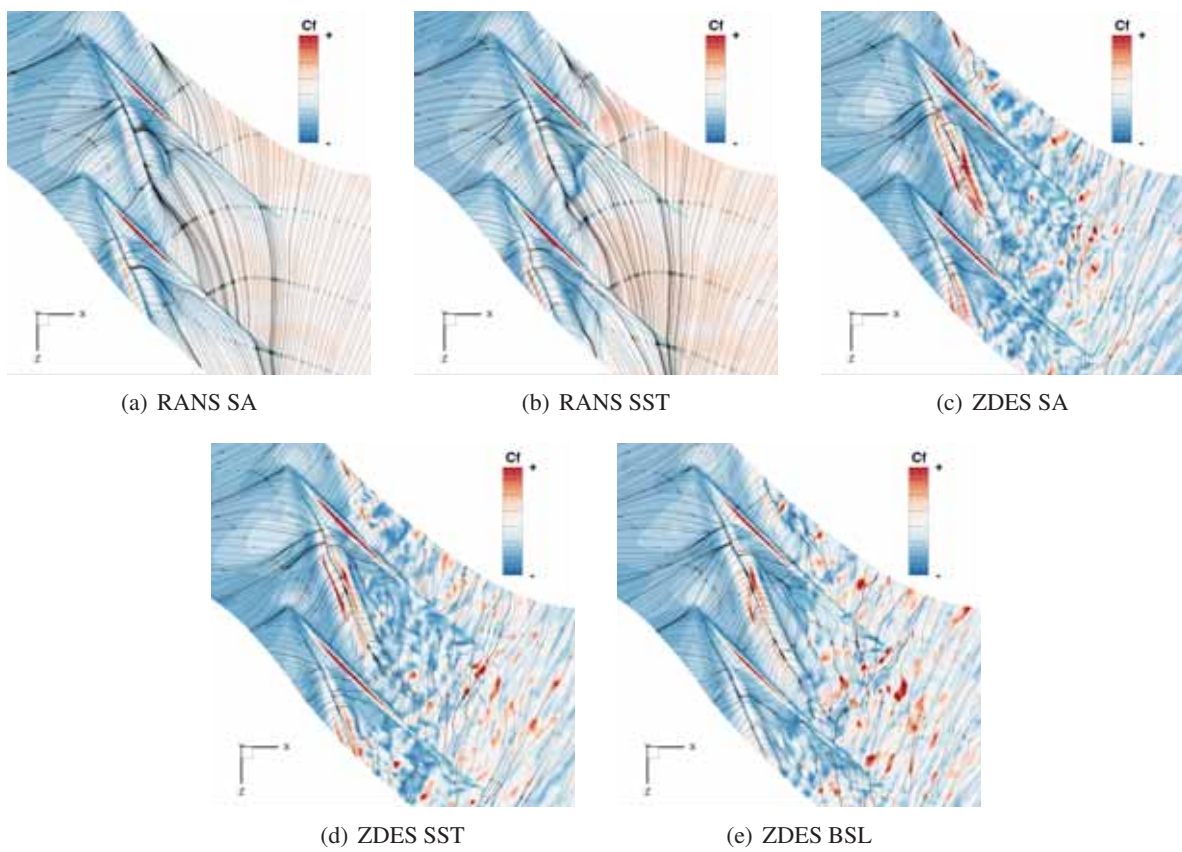 Cf
+
-
x
Z
Cf
+
-
x
Z
Cf
+
-
x
Z
(a) RANS SA
(b) RANS SST
(c) ZDES SA
Cf
+
-
x
Z
Cf
+
-
x
Z
(d) ZDES SST
(e) ZDES BSL